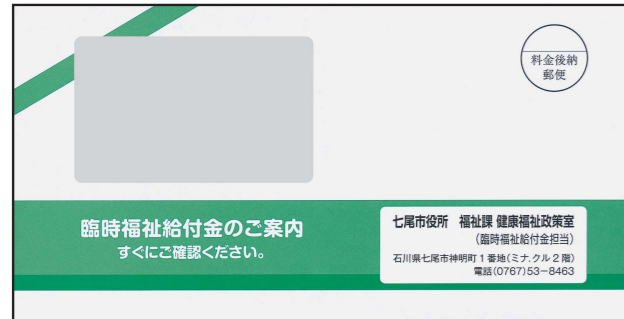 料金後納
郵便
臨時福祉給付金のご案内
すぐにご確認ください。
七尾市役所 福祉課 健康福祉政策室
(臨時福祉給付金担当)
石川県七尾市神明町1番地(ミナ.クル2階)
電話(0767)53-8463